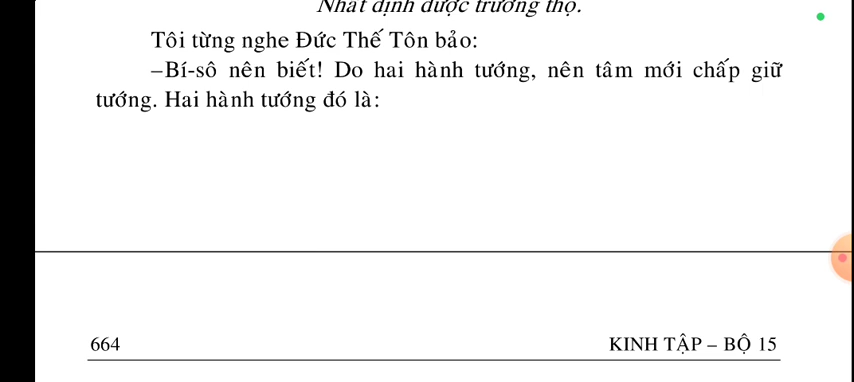 Nhất định được trường thọ.
Tôi từng nghe Đức Thế Tôn bảo:
–Bí-sô nên biết! Do hai hành tướng, nên tâm mới chấp giữ
tướng. Hai hành tướng đó là:
664
KINH TẬP – BỘ 15